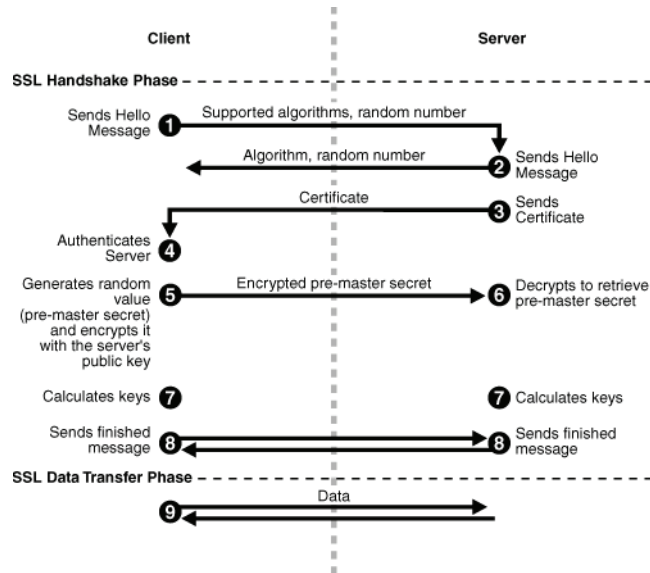 Client
Server
SSL Handshake Phase
Sends Hello
Message
1
Supported algorithms, random number
Algorithm, random number
2
Sends Hello
Message
Certificate
3
Sends
Certificate
Authenticates
Server
4
Generates random
value
(pre-master secret)
and encrypts it
with the server's
public key
5
Encrypted pre-master secret
6
Decrypts to retrieve
pre-master secret
Calculates keys
7
7
Calculates keys
Sends finished
message
8
8
Sends finished
message
SSL Data Transfer Phase
9
Data